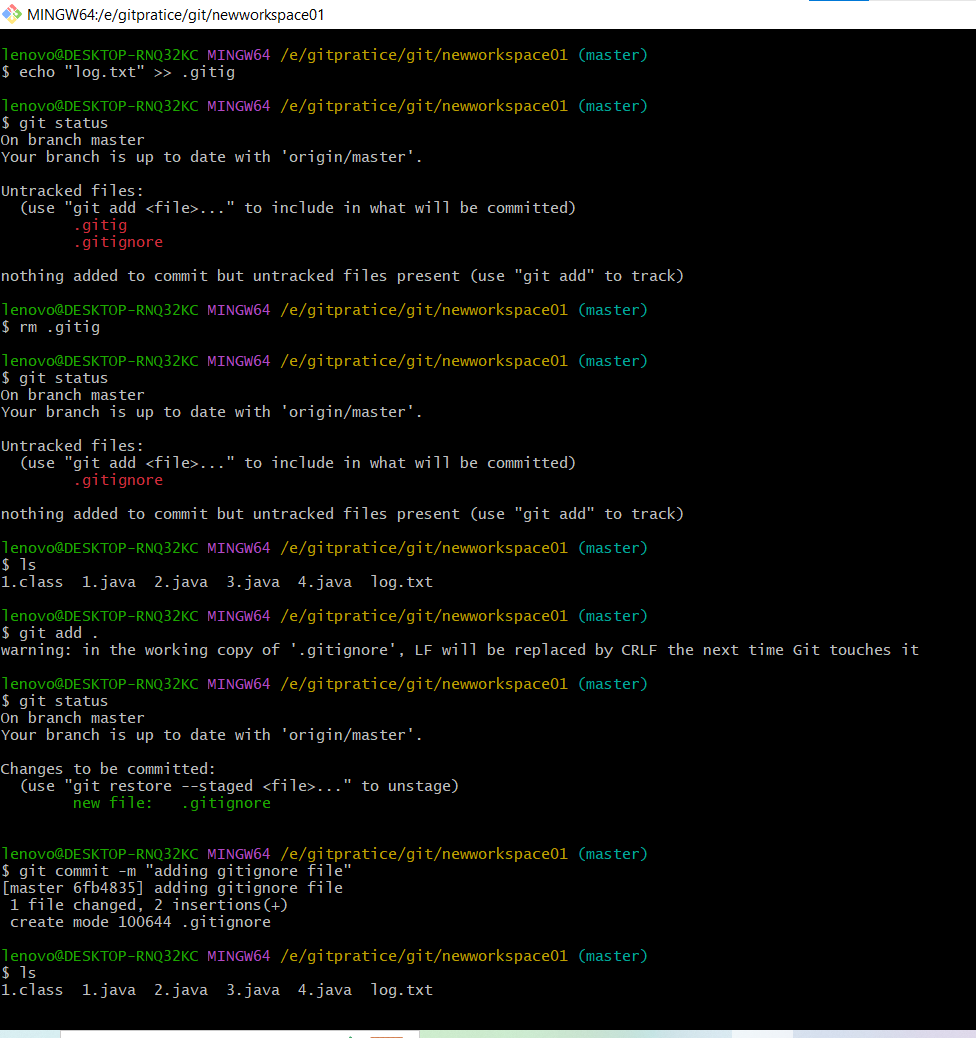 MINGW64:/e/gitpratice/git/newworkspace01
lenovo@DESKTOP-RNQ32KC MINGW64 /e/gitpratice/git/newworkspace01 (master)
$ echo "log.txt" >> .gitig
lenovo@DESKTOP-RNQ32KC MINGW64 /e/gitpratice/git/newworkspace01 (master)
$ git status
On branch master
Your branch is up to date with 'origin/master'.
Untracked files:
(use "git add <file>..." to include in what will be committed)
.gitig
.gitignore
nothing added to commit but untracked files present (use "git add" to track)
lenovo@DESKTOP-RNQ32KC MINGW64 /e/gitpratice/git/newworkspace01 (master)
$ rm .gitig
lenovo@DESKTOP-RNQ32KC MINGW64 /e/gitpratice/git/newworkspace01 (master)
$ git status
On branch master
Your branch is up to date with 'origin/master'.
Untracked files:
(use "git add <file>..." to include in what will be committed)
.gitignore
nothing added to commit but untracked files present (use "git add" to track)
lenovo@DESKTOP-RNQ32KC MINGW64 /e/gitpratice/git/newworkspace01 (master)
$ ls
1.class  1.java  2.java  3.java  4.java  log.txt
lenovo@DESKTOP-RNQ32KC MINGW64 /e/gitpratice/git/newworkspace01 (master)
$ git add .
warning: in the working copy of '.gitignore', LF will be replaced by CRLF the next time Git touches it
lenovo@DESKTOP-RNQ32KC MINGW64 /e/gitpratice/git/newworkspace01 (master)
$ git status
On branch master
Your branch is up to date with 'origin/master'.
Changes to be committed:
(use "git restore --staged <file>..." to unstage)
new file:   .gitignore
lenovo@DESKTOP-RNQ32KC MINGW64 /e/gitpratice/git/newworkspace01 (master)
$ git commit -m "adding gitignore file"
[master 6fb4835] adding gitignore file
1 file changed, 2 insertions(+)
create mode 100644 .gitignore
lenovo@DESKTOP-RNQ32KC MINGW64 /e/gitpratice/git/newworkspace01 (master)
$ ls
1.class  1.java  2.java  3.java  4.java  log.txt